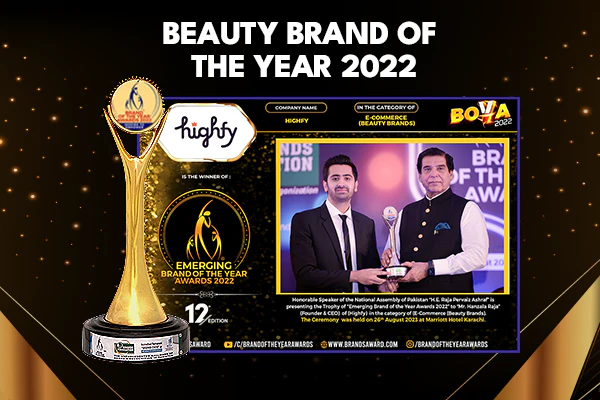 BEAUTY BRAND OF
THE YEAR 2022
BRAND
OF THE YEAR
AWARDS
highfy
COMPANY NAME
HIGHFY
IN THE CATEGORY OF
E-COMMERCE
(BEAUTY BRANDS)
BOYA
2022
IS THE WINNER OF :
EMERGING
BRAND OF THE YEAR
AWARDS 2022
12th EDITION
Honorable Speaker of the National Assembly of Pakistan "H.E. Raja Pervaiz Ashraf" is
presenting the Trophy of "Emerging Brand of the Year Awards 2022" to "Mr. Hanzala Raja"
(Founder & CEO) of (Highfy) in the category of (E-Commerce (Beauty Brands).
The Ceremony was held on 26th August 2023 at Marriott Hotel Karachi.
SAWARD
/C/BRANDOFTHEYEARAWARDS
WWW.BRANDSAWARD.COM
/BRANDOFTHEYEARAWARDS